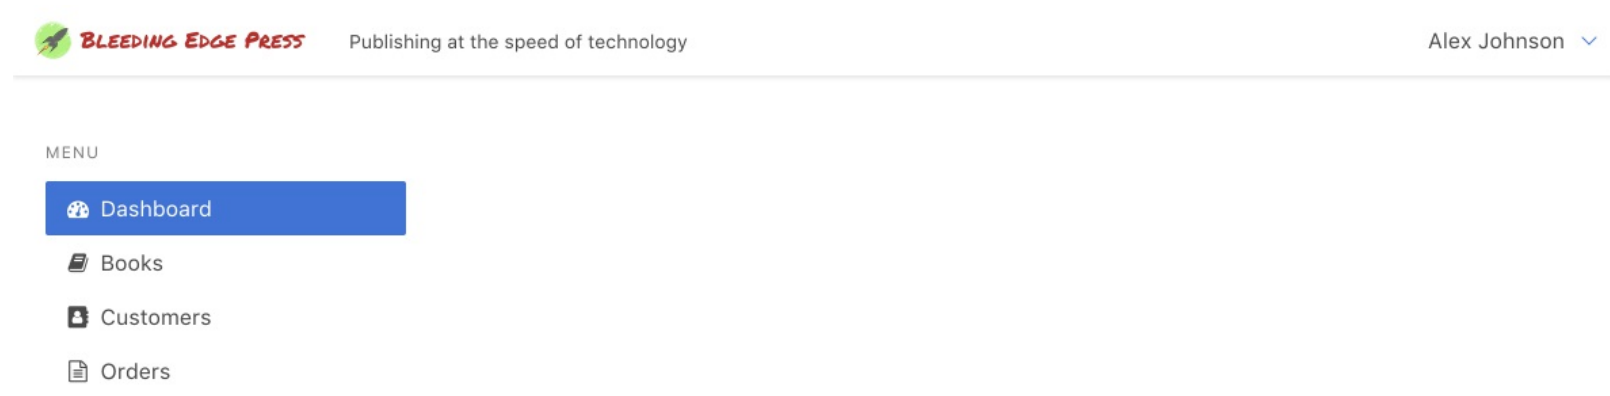 BLEEDING EDGE PRESS Publishing at the speed of technology Alex Johnson
MENU
Dashboard
Books
Customers
Orders